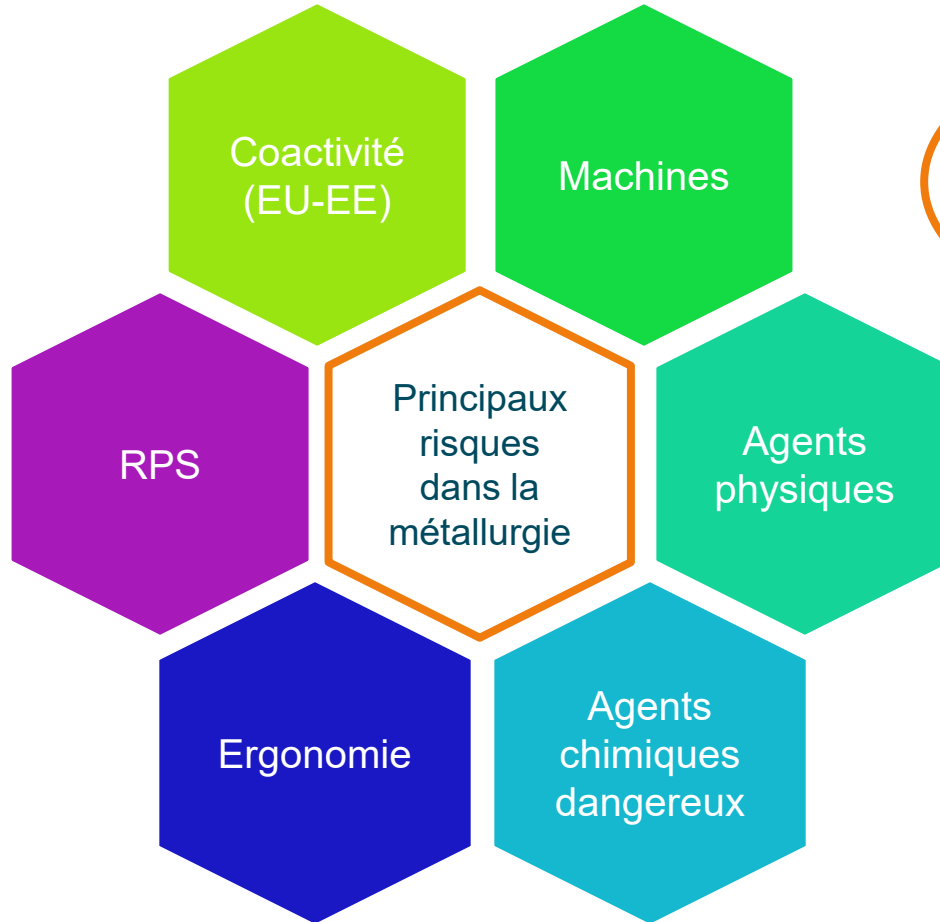 Coactivité
(EU-EE)
Machines
RPS
Principaux
risques
dans la
métallurgie
Agents
physiques
Ergonomie
Agents
chimiques
dangereux